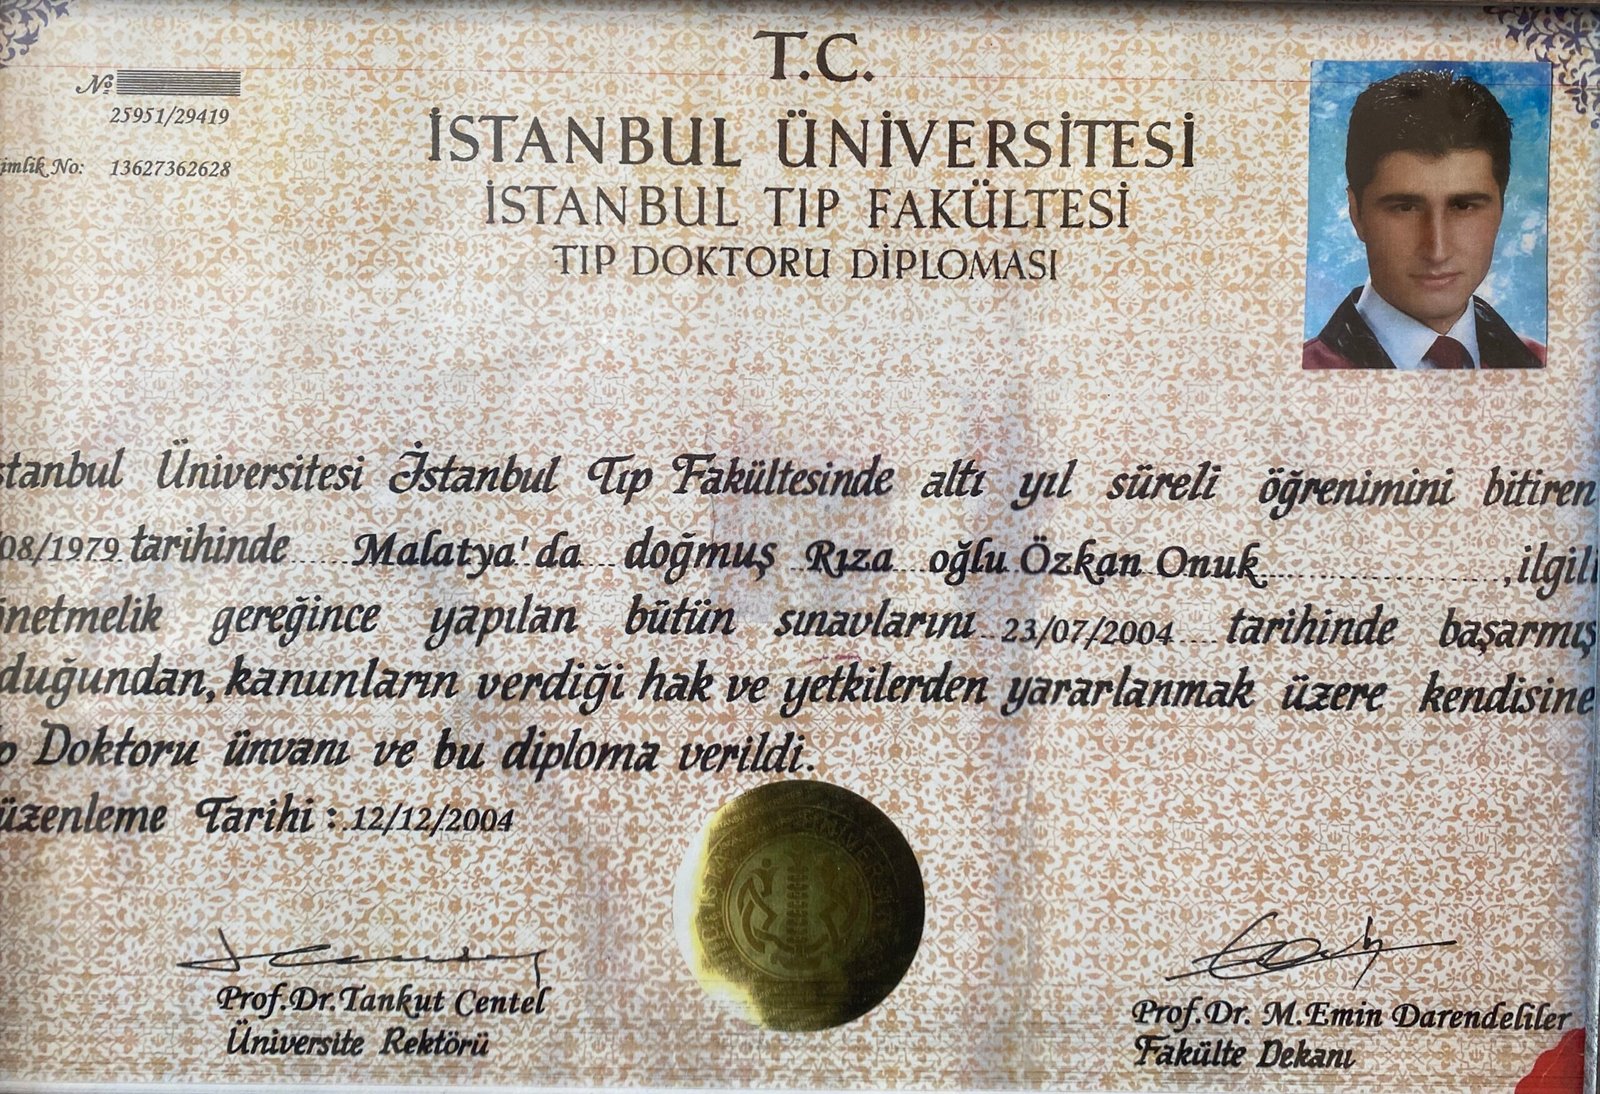 T.C.
İSTANBUL ÜNİVERSİTESİ
İSTANBUL TIP FAKÜLTESİ
TIP DOKTORU DİPLOMASI
№
25951/29419
imlik No: 13627362628
stanbul Üniversitesi İstanbul Tıp Fakültesinde altı yıl süreli öğrenimini bitiren
08/1979 tarihinde Malatya'da doğmuş Rıza oğlu Özkan Onuk, ilgili
netmelik gereğince yapılan bütün sınavlarını 23/07/2004 tarihinde başarmış
duğundan, kanunların verdiği hak ve yetkilerden yararlanmak üzere kendisine
p Doktoru ünvanı ve bu diploma verildi.
üzenleme Tarihi : 12/12/2004
Prof.Dr.Tankut Centel
Üniversite Rektörü
Prof.Dr. M.Emin Darendeliler
Fakülte Dekanı